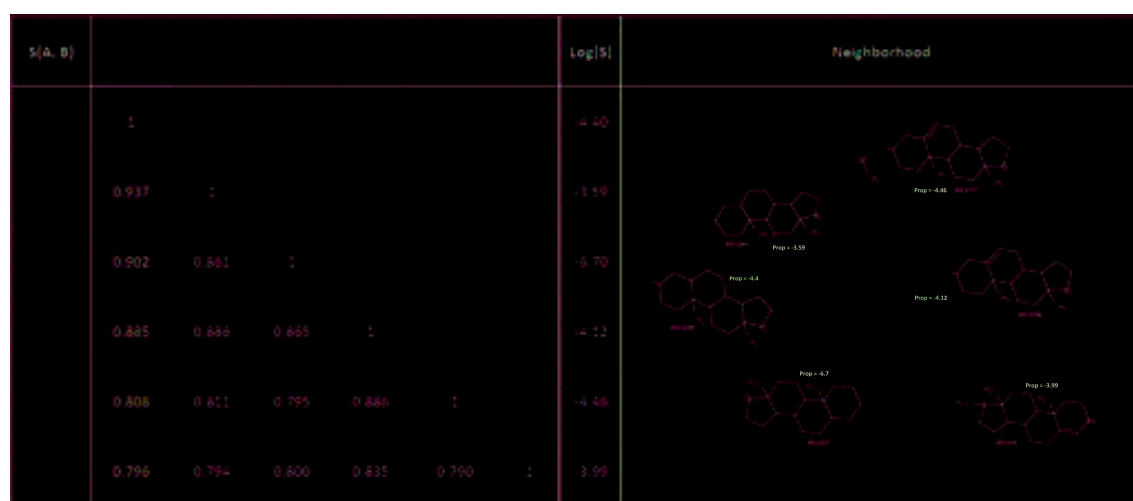 S(A, B) Log|S| Neighborhood
1 -4.40
Prop = -4.46
0.937 1 -3.59
Prop = -3.59
0.902 0.861 1 -6.70
Prop = -4.4
Prop = -4.12
0.885 0.886 0.865 1 -4.12
Prop = -6.7
Prop = -3.99
0.808 0.811 0.795 0.886 1 -4.46
0.796 0.794 0.800 0.835 0.790 1 -3.99